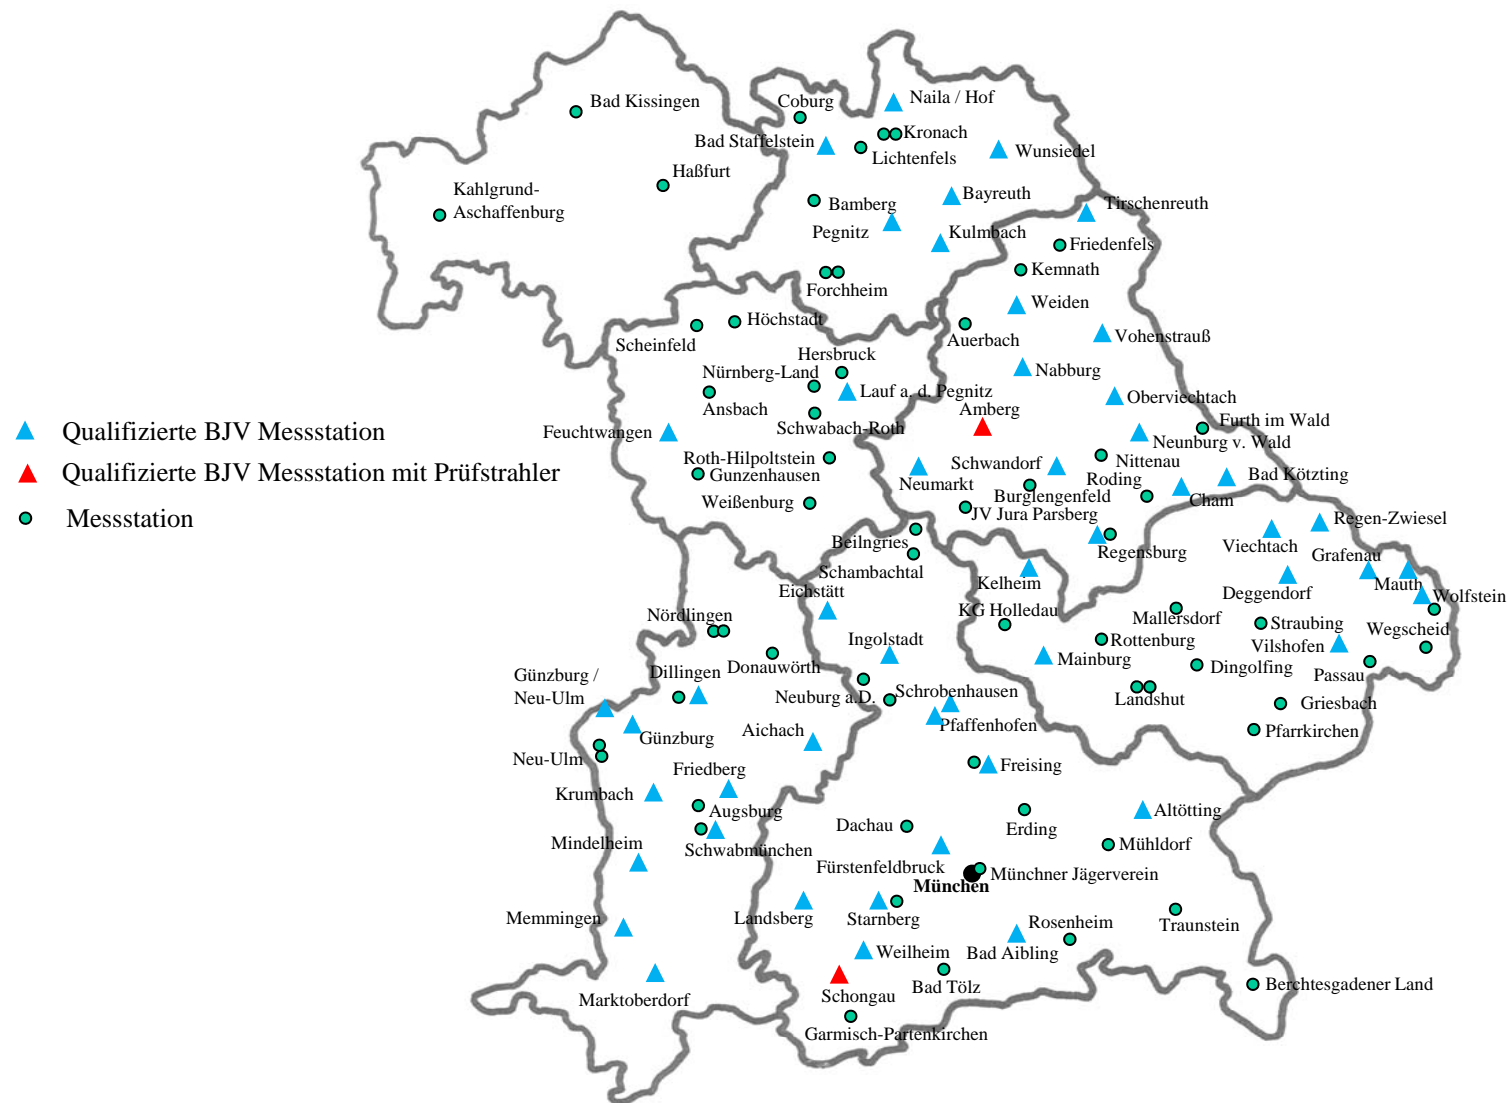 Bad Kissingen
Coburg
Naila / Hof
Kronach
Bad Staffelstein
Lichtenfels
Wunsiedel
Haßfurt
Kahlgrund-
Aschaffenburg
Bamberg
Bayreuth
Tirschenreuth
Pegnitz
Kulmbach
Friedenfels
Kemnath
Forchheim
Weiden
Höchstadt
Scheinfeld
Auerbach
Vohenstrauß
Hersbruck
Nürnberg-Land
Nabburg
Ansbach
Lauf a. d. Pegnitz
Oberviechtach
Amberg
Schwabach-Roth
Furth im Wald
Feuchtwangen
Neunburg v. Wald
Qualifizierte BJV Messstation
Qualifizierte BJV Messstation mit Prüfstrahler
Messstation
Roth-Hilpoltstein
Gunzenhausen
Schwandorf
Nittenau
Neumarkt
Roding
Bad Kötzting
Weißenburg
Burglengenfeld
Cham
JV Jura Parsberg
Regen-Zwiesel
Beilngries
Regensburg
Viechtach
Grafenau
Schambachtal
Kelheim
Mauth
Eichstätt
Deggendorf
Wolfstein
KG Holledau
Mallersdorf
Nördlingen
Straubing
Wegscheid
Ingolstadt
Rottenburg
Vilshofen
Donauwörth
Mainburg
Dingolfing
Passau
Günzburg /
Neu-Ulm
Dillingen
Neuburg a.D.
Schrobenhausen
Landshut
Griesbach
Pfaffenhofen
Pfarrkirchen
Günzburg
Aichach
Neu-Ulm
Friedberg
Freising
Krumbach
Augsburg
Altötting
Dachau
Erding
Mindelheim
Schwabmünchen
Mühldorf
Fürstenfeldbruck
Münchner Jägerverein
München
Memmingen
Landsberg
Starnberg
Rosenheim
Traunstein
Weilheim
Bad Aibling
Marktoberdorf
Schongau
Bad Tölz
Berchtesgadener Land
Garmisch-Partenkirchen